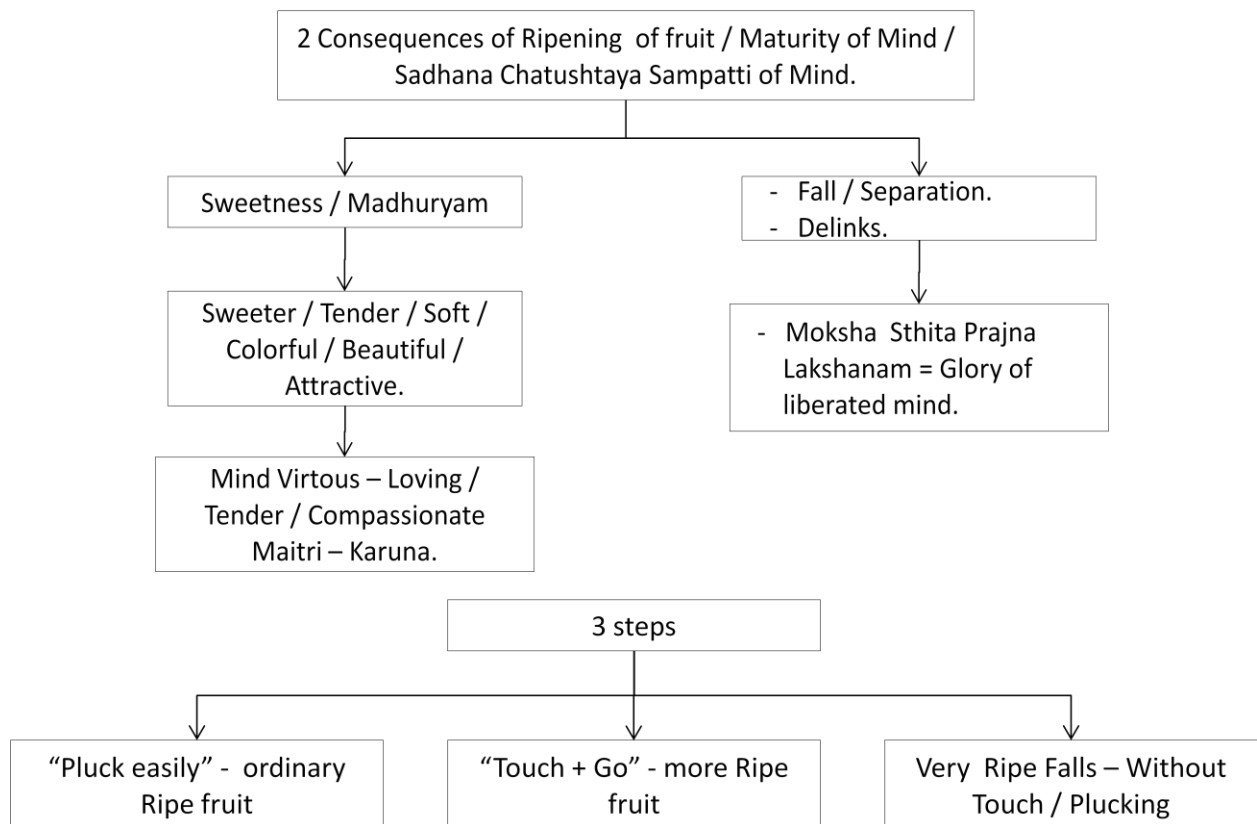 2 Consequences of Ripening of fruit / Maturity of Mind /
Sadhana Chatushtaya Sampatti of Mind.
Sweetness / Madhuryam
- Fall / Separation.
- Delinks.
Sweeter / Tender / Soft /
Colorful / Beautiful /
Attractive.
- Moksha Sthita Prajna
Lakshanam = Glory of
liberated mind.
Mind Virtous – Loving /
Tender / Compassionate
Maitri – Karuna.
3 steps
“Pluck easily” - ordinary
Ripe fruit
“Touch + Go” - more Ripe
fruit
Very Ripe Falls – Without
Touch / Plucking